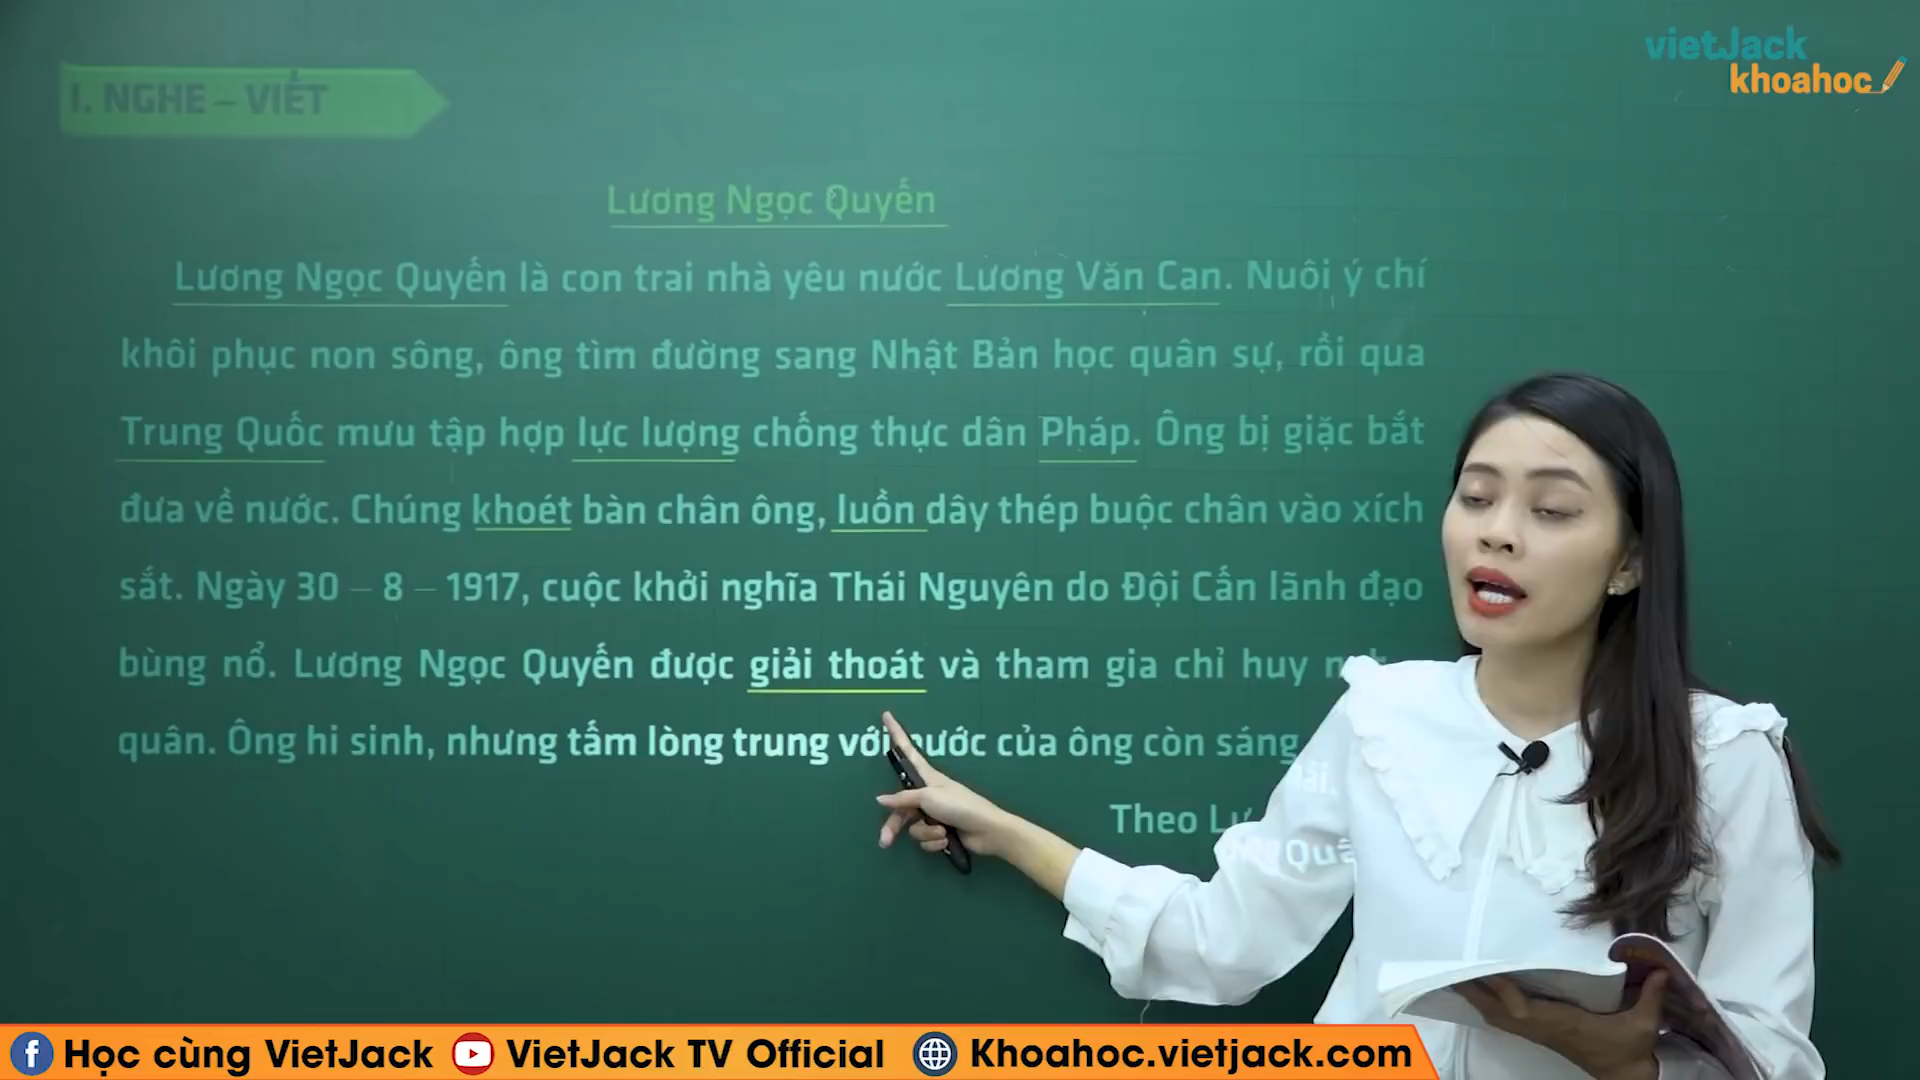 vietJack
khoahoc
I. NGHE – VIẾT
Lương Ngọc Quyến
Lương Ngọc Quyến là con trai nhà yêu nước Lương Văn Can. Nuôi ý chí
khôi phục non sông, ông tìm đường sang Nhật Bản học quân sự, rồi qua
Trung Quốc mưu tập hợp lực lượng chống thực dân Pháp. Ông bị giặc bắt
đưa về nước. Chúng khoét bàn chân ông, luồn dây thép buộc chân vào xích
sắt. Ngày 30 – 8 – 1917, cuộc khởi nghĩa Thái Nguyên do Đội Cấn lãnh đạo
bùng nổ. Lương Ngọc Quyến được giải thoát và tham gia chỉ huy
quân. Ông hi sinh, nhưng tấm lòng trung với nước của ông còn sáng
Theo
Học cùng VietJack VietJack TV Official Khoahoc.vietjack.com